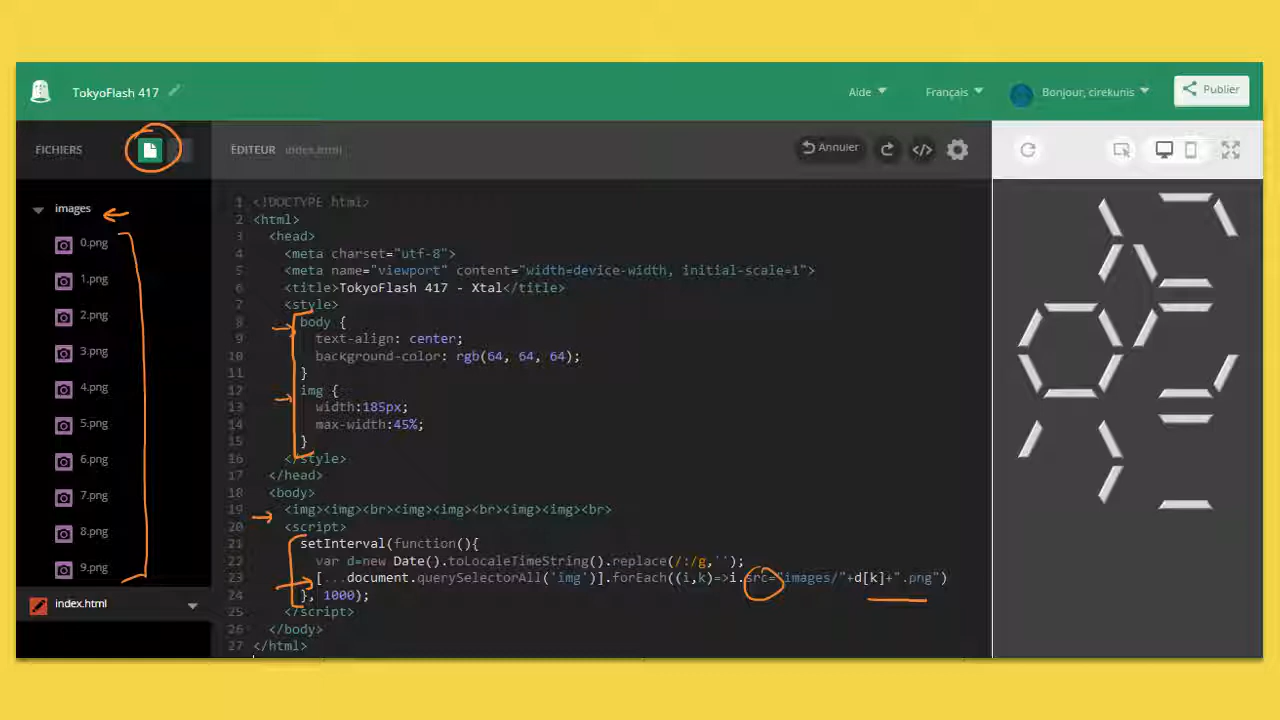 TokyoFlash 417
Aide
Français
Bonjour, cirekunis
Publier
FICHIERS
ÉDITEUR index.html
Annuler
images
0.png
1.png
2.png
3.png
4.png
5.png
6.png
7.png
8.png
9.png
index.html
1 <!DOCTYPE html>
2 <html>
3 <head>
4 <meta charset="utf-8">
5 <meta name="viewport" content="width=device-width, initial-scale=1">
6 <title>TokyoFlash 417 - Xtal</title>
7 <style>
8 body {
9 text-align: center;
10 background-color: rgb(64, 64, 64);
11 }
12 img {
13 width:185px;
14 max-width:45%;
15 }
16 </style>
17 </head>
18 <body>
19 <img><img><br><img><img><br><img><img><br>
20 <script>
21 setInterval(function(){
22 var d=new Date().toLocaleTimeString().replace(/:/g,'');
23 [...document.querySelectorAll('img')].forEach((i,k)=>i.src="images/"+d[k]+".png")
24 }, 1000);
25 </script>
26 </body>
27 </html>